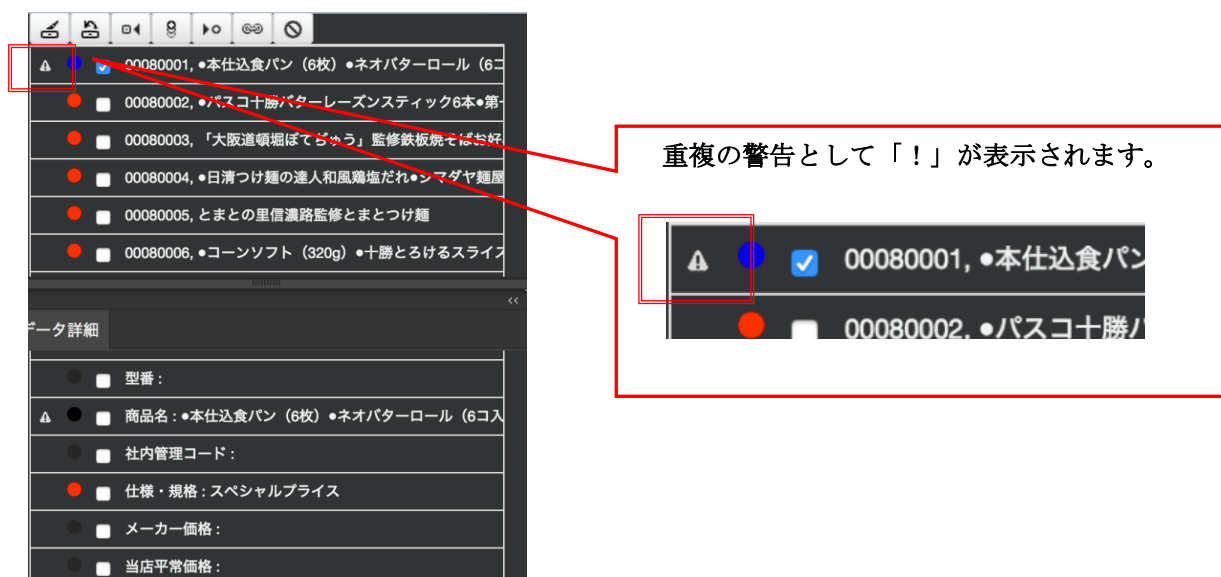 00080001, ●本仕込食パン（6枚）●ネオバターロール（6コ
00080002, ●パスコ十勝バターレーズンスティック6本●第一
00080003, 「大阪道頓堀ぼてぢゅう」監修鉄板焼そばお好
00080004, ●日清つけ麺の達人和風鶏塩だれ●シマダヤ麺屋
00080005, とまとの里信濃路監修とまとつけ麺
00080006, ●コーンソフト（320g）●十勝とろけるスライス
<<
データ詳細
型番 :
商品名 : ●本仕込食パン（6枚）●ネオバターロール（6コ入
社内管理コード :
仕様・規格 : スペシャルプライス
メーカー価格 :
当店平常価格 :
重複の警告として「！」が表示されます。
00080001, ●本仕込食パン
00080002, ●パスコ十勝バ